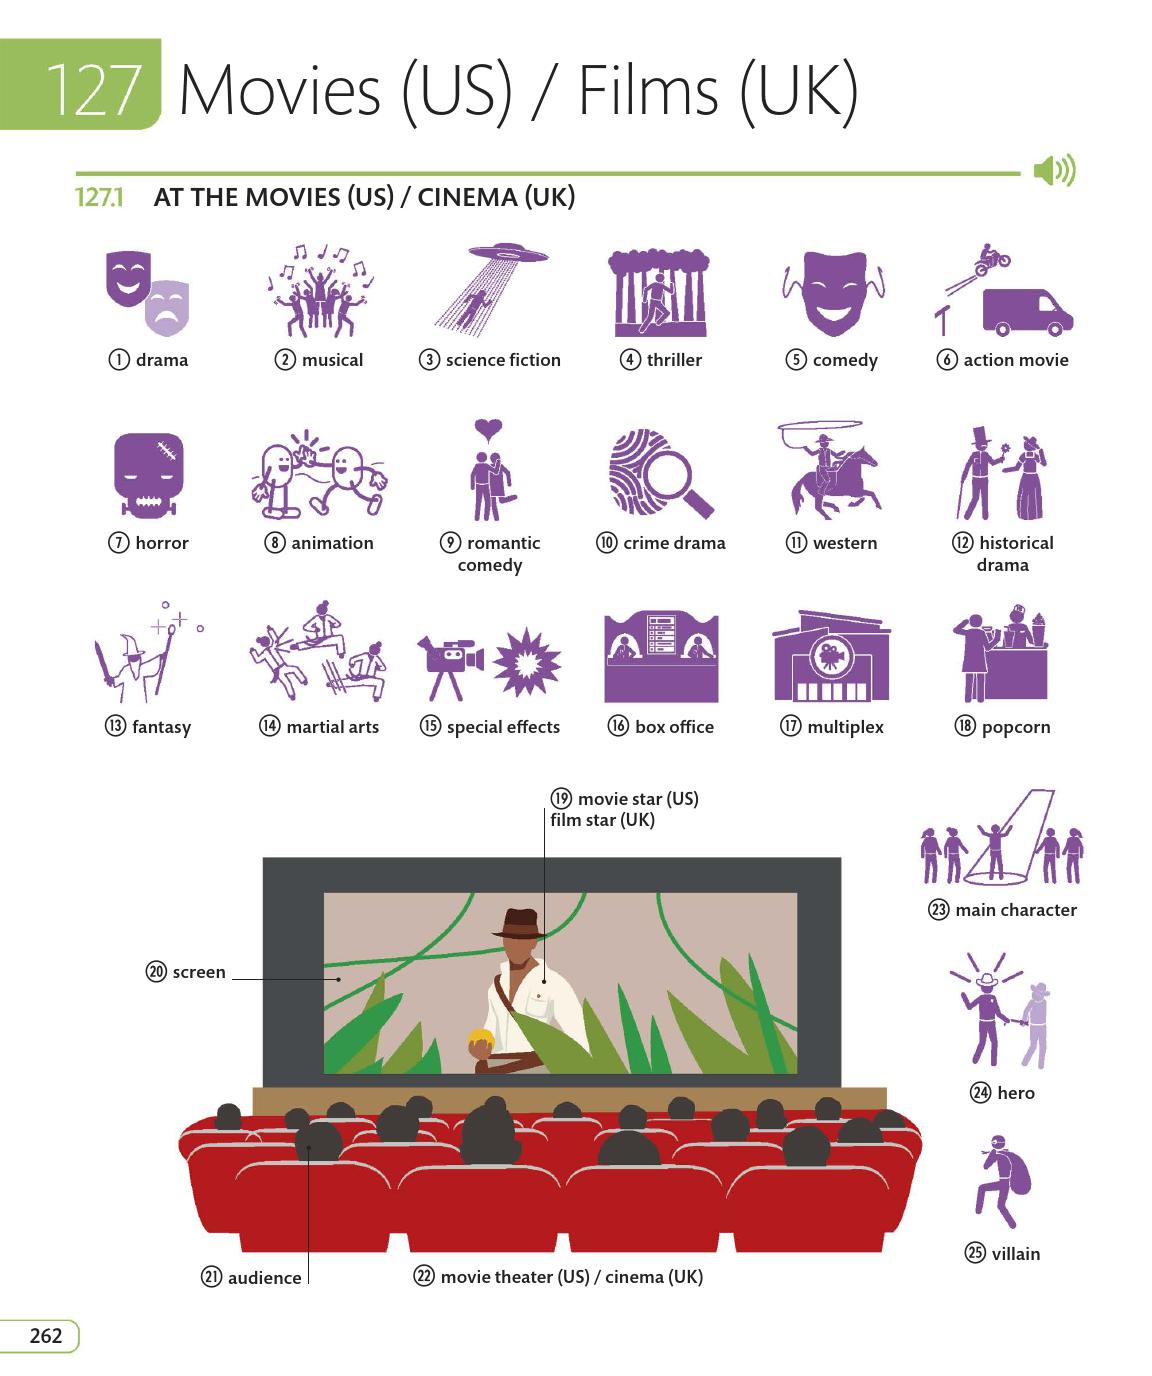 127
Movies (US) / Films (UK)
127.1 AT THE MOVIES (US) / CINEMA (UK)
1 drama
2 musical
3 science fiction
4 thriller
5 comedy
6 action movie
7 horror
8 animation
9 romantic
comedy
10 crime drama
11 western
12 historical
drama
13 fantasy
14 martial arts
15 special effects
16 box office
17 multiplex
18 popcorn
19 movie star (US)
film star (UK)
20 screen
21 audience
22 movie theater (US) / cinema (UK)
23 main character
24 hero
25 villain
262